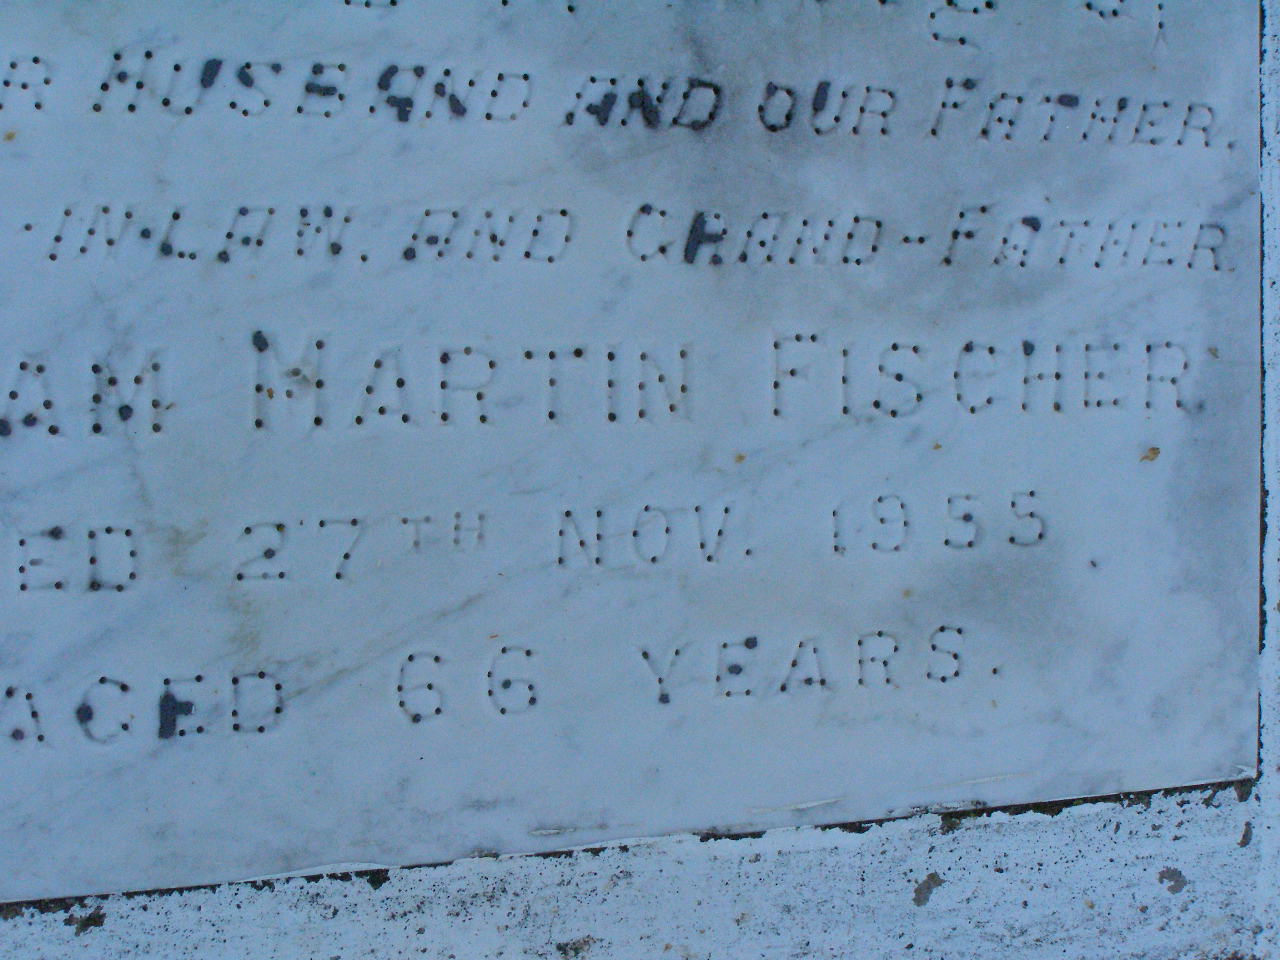 R HUSBAND AND OUR FATHER.
-IN-LAW. AND GRAND-FATHER
AM MARTIN FISCHER
ED 27TH NOV. 1955
AGED 66 YEARS.